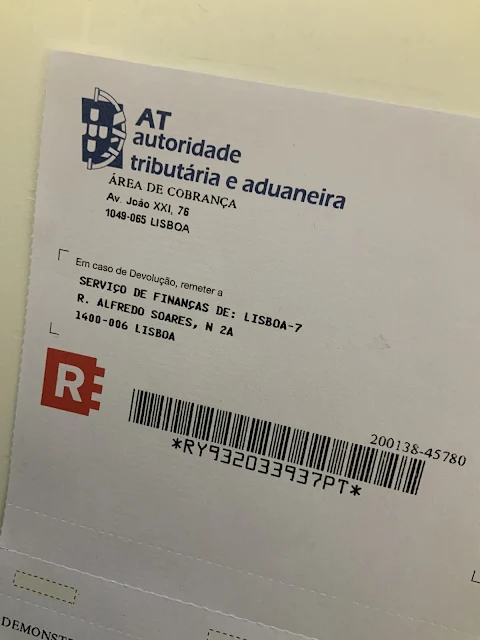 AT
autoridade
tributária e aduaneira
ÁREA DE COBRANÇA
Av. João XXI, 76
1049-065 LISBOA
Em caso de Devolução, remeter a
SERVIÇO DE FINANÇAS DE: LISBOA-7
R. ALFREDO SOARES, N 2A
1400-006 LISBOA
R
200138-45780
*RY932033937PT*